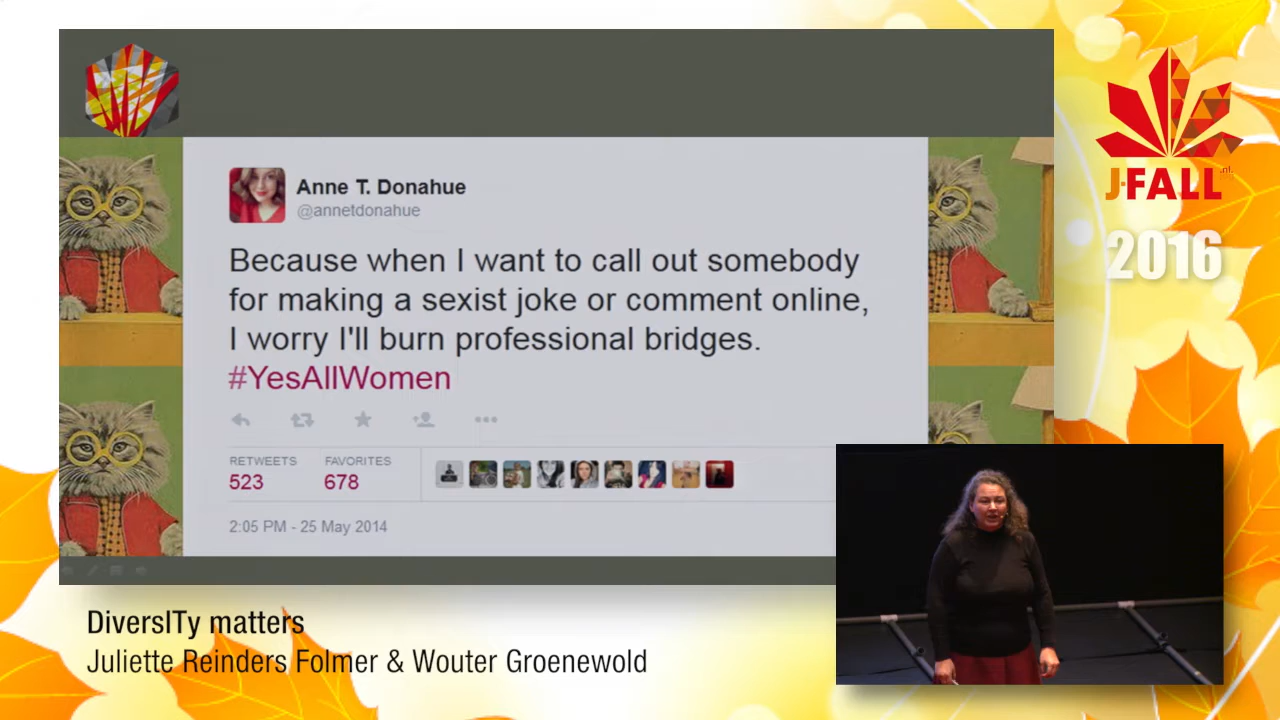 Anne T. Donahue
@annetdonahue
Because when I want to call out somebody
for making a sexist joke or comment online,
I worry I'll burn professional bridges.
#YesAllWomen
RETWEETS FAVORITES
523 678
2:05 PM - 25 May 2014
J-FALL.nl
2016
DiversITy matters
Juliette Reinders Folmer & Wouter Groenewold